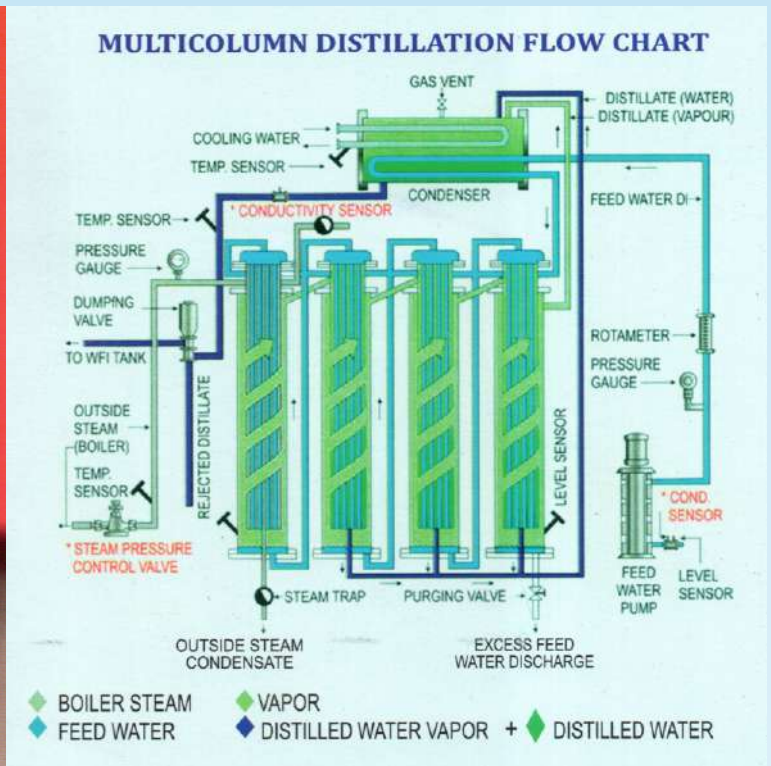 MULTICOLUMN DISTILLATION FLOW CHART
GAS VENT
DISTILLATE (WATER)
DISTILLATE (VAPOUR)
COOLING WATER
TEMP. SENSOR
CONDENSER
FEED WATER DI
* CONDUCTIVITY SENSOR
TEMP. SENSOR
PRESSURE
GAUGE
DUMPING
VALVE
TO WFI TANK
ROTAMETER
PRESSURE
GAUGE
OUTSIDE
STEAM
(BOILER)
TEMP.
SENSOR
REJECTED DISTILLATE
LEVEL SENSOR
* STEAM PRESSURE
CONTROL VALVE
* COND.
SENSOR
FEED
WATER
PUMP
LEVEL
SENSOR
STEAM TRAP
PURGING VALVE
OUTSIDE STEAM
CONDENSATE
EXCESS FEED
WATER DISCHARGE
BOILER STEAM
VAPOR
FEED WATER
DISTILLED WATER VAPOR + DISTILLED WATER